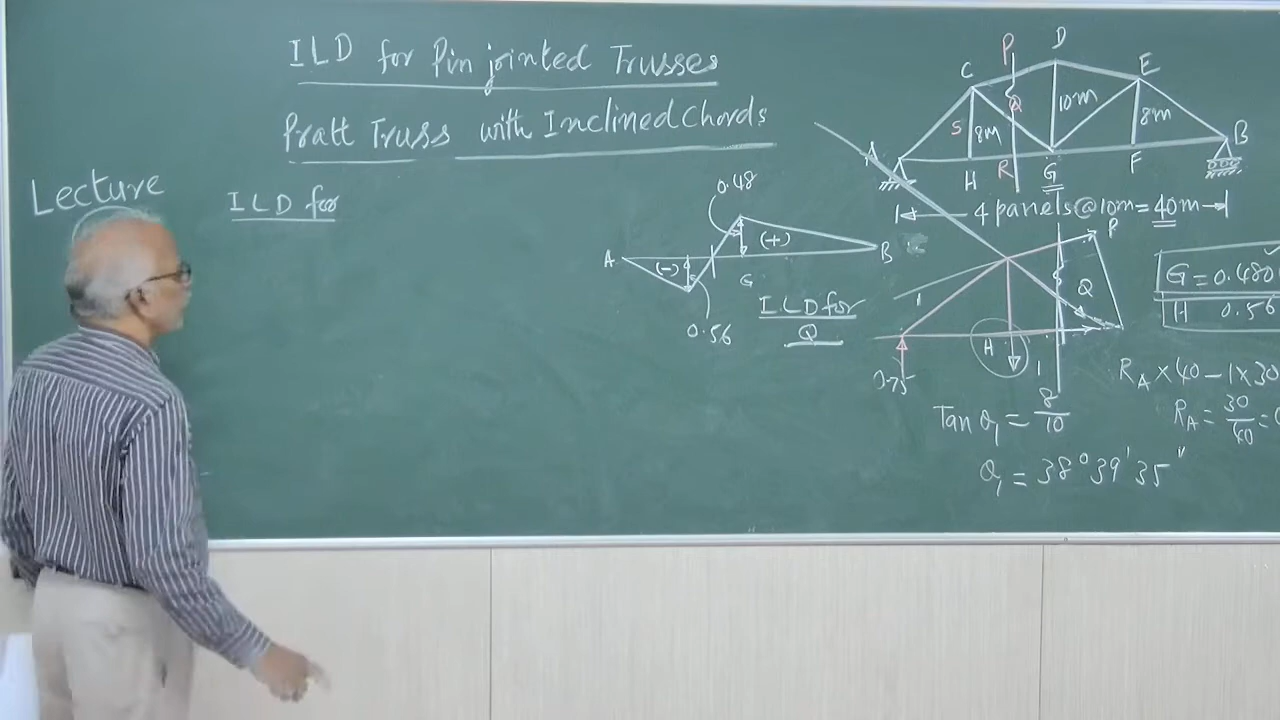 ILD for Pin jointed Trusses
Pratt Truss with Inclined Chords
Lecture
ILD for
A
(-)
0.48
(+)
B
G
0.56
ILD for
Q
P
D
C
E
Q
10m
S
8m
8m
A
B
H
R
G
F
4 panels @10m = 40m
P
Q
H
0.75
1
G = 0.480
H 0.56
RA × 40 - 1 × 30
RA = 30/40 =
Tan θ1 = 8/10
θ1 = 38° 39' 35"